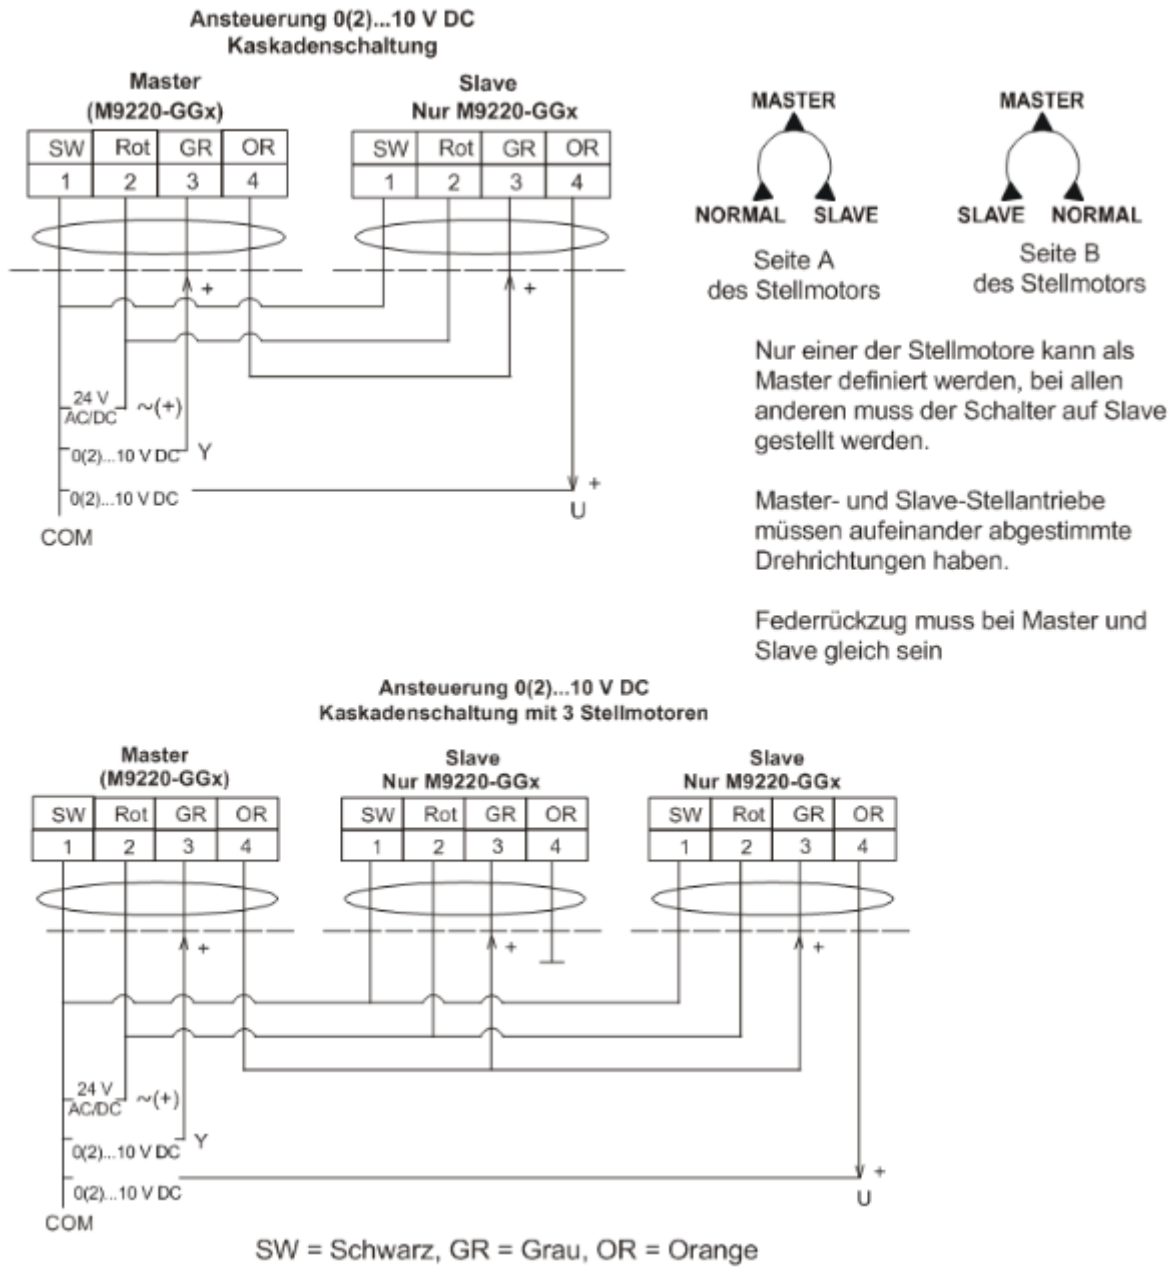 Ansteuerung 0(2)...10 V DC
Kaskadenschaltung
Master
(M9220-GGx)
Slave
Nur M9220-GGx
SW Rot GR OR
1 2 3 4
SW Rot GR OR
1 2 3 4
+
+
24 V
AC/DC
~(+)
0(2)...10 V DC
Y
0(2)...10 V DC
+
U
COM
MASTER
NORMAL SLAVE
Seite A
des Stellmotors
MASTER
SLAVE NORMAL
Seite B
des Stellmotors
Nur einer der Stellmotore kann als
Master definiert werden, bei allen
anderen muss der Schalter auf Slave
gestellt werden.
Master- und Slave-Stellantriebe
müssen aufeinander abgestimmte
Drehrichtungen haben.
Federrückzug muss bei Master und
Slave gleich sein
Ansteuerung 0(2)...10 V DC
Kaskadenschaltung mit 3 Stellmotoren
Master
(M9220-GGx)
Slave
Nur M9220-GGx
Slave
Nur M9220-GGx
SW Rot GR OR
1 2 3 4
SW Rot GR OR
1 2 3 4
SW Rot GR OR
1 2 3 4
+
+
+
24 V
AC/DC
~(+)
0(2)...10 V DC
Y
0(2)...10 V DC
+
U
COM
SW = Schwarz, GR = Grau, OR = Orange